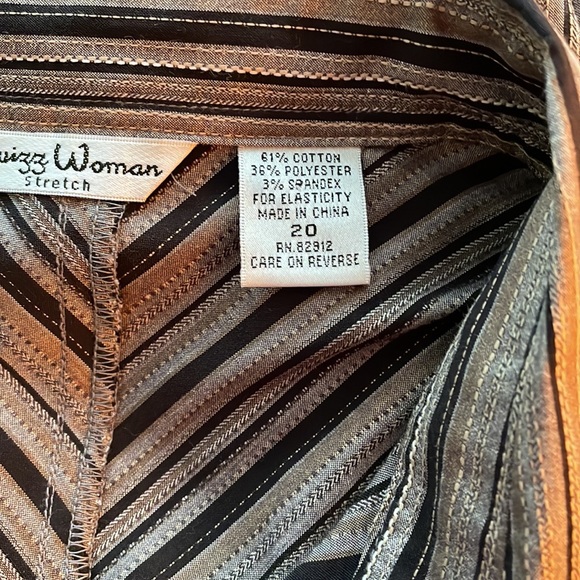 uizz Woman
Stretch
61% COTTON
36% POLYESTER
3% SPANDEX
FOR ELASTICITY
MADE IN CHINA
20
RN.82912
CARE ON REVERSE